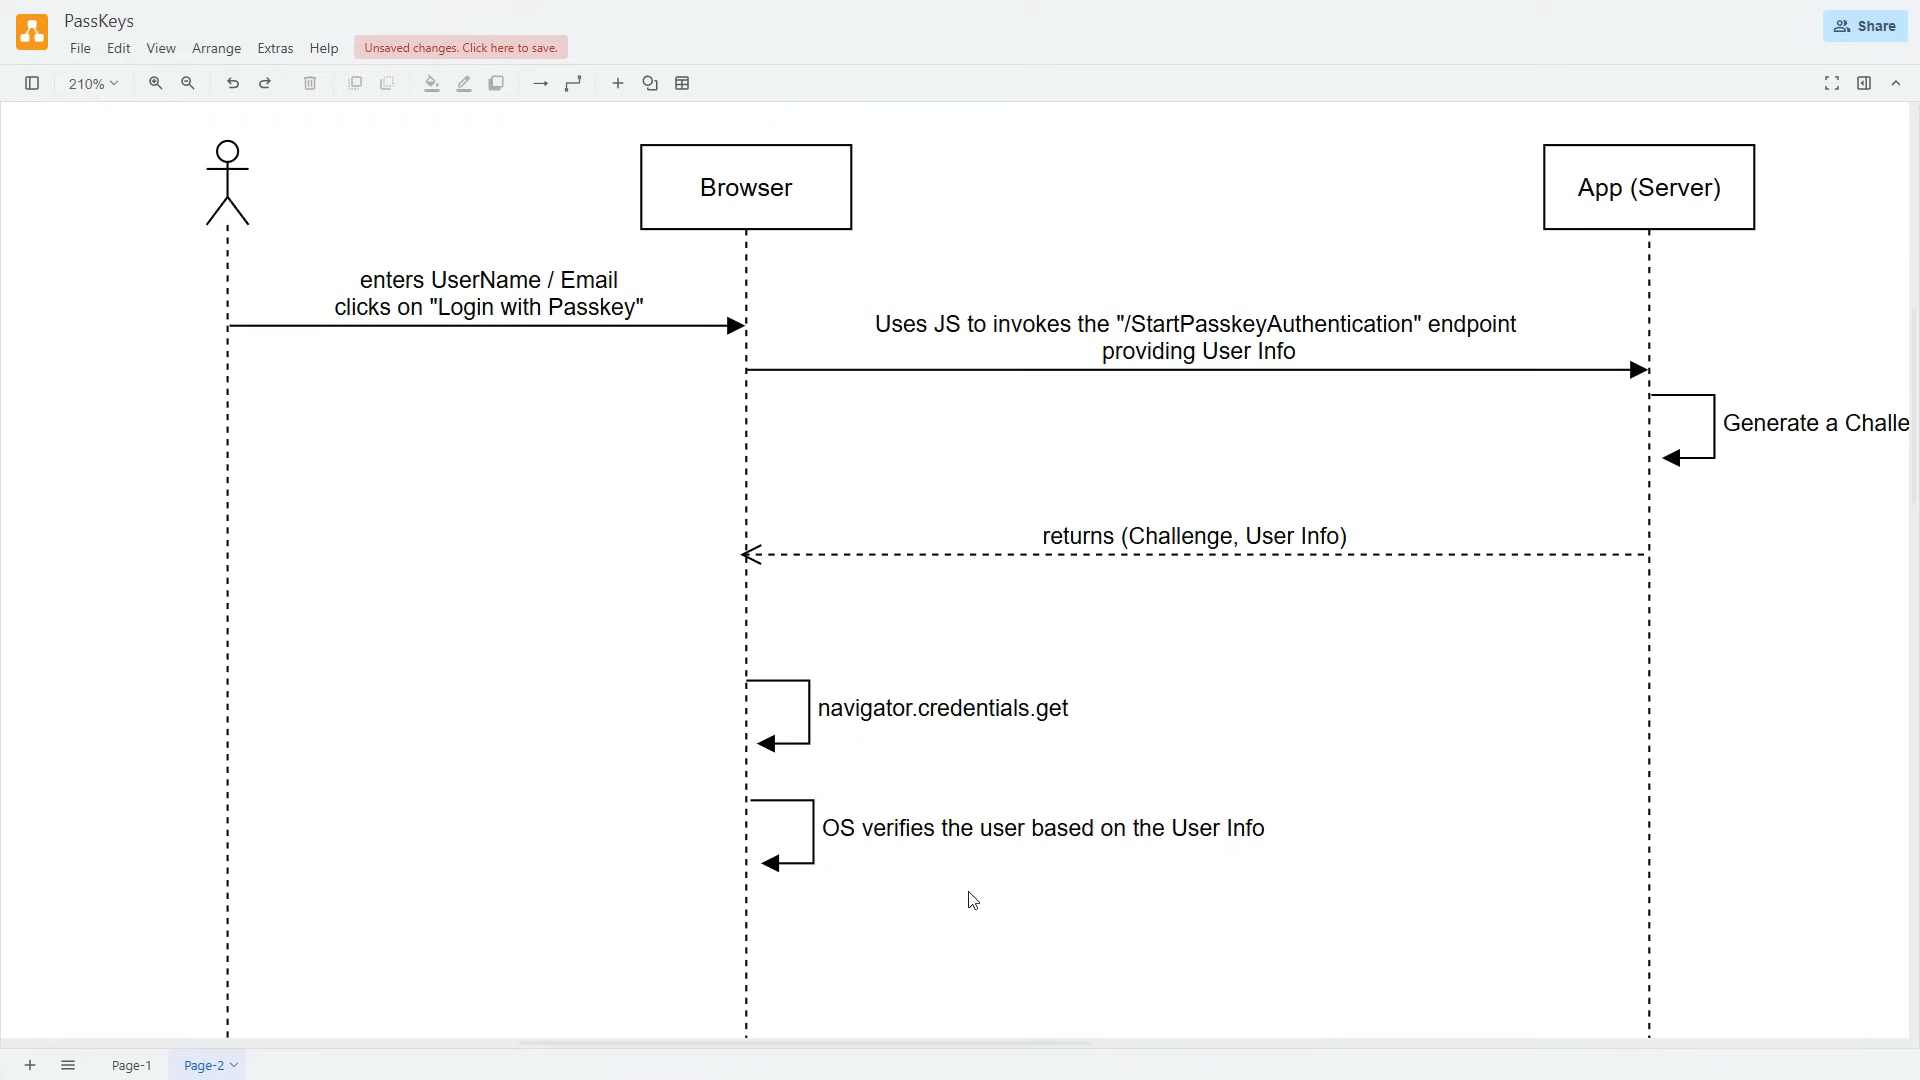 PassKeys
File Edit View Arrange Extras Help Unsaved changes. Click here to save.
Share
210%
Browser
App (Server)
enters UserName / Email
clicks on "Login with Passkey"
Uses JS to invokes the "/StartPasskeyAuthentication" endpoint
providing User Info
Generate a Challe
returns (Challenge, User Info)
navigator.credentials.get
OS verifies the user based on the User Info
Page-1 Page-2